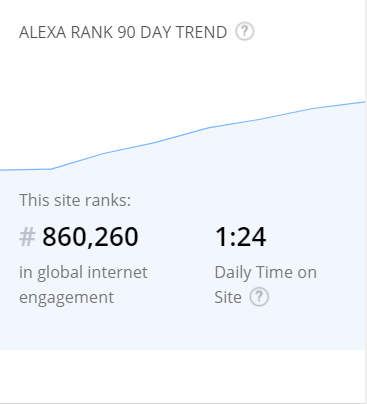 ALEXA RANK 90 DAY TREND ?
This site ranks:
# 860,260
in global internet
engagement
1:24
Daily Time on
Site ?